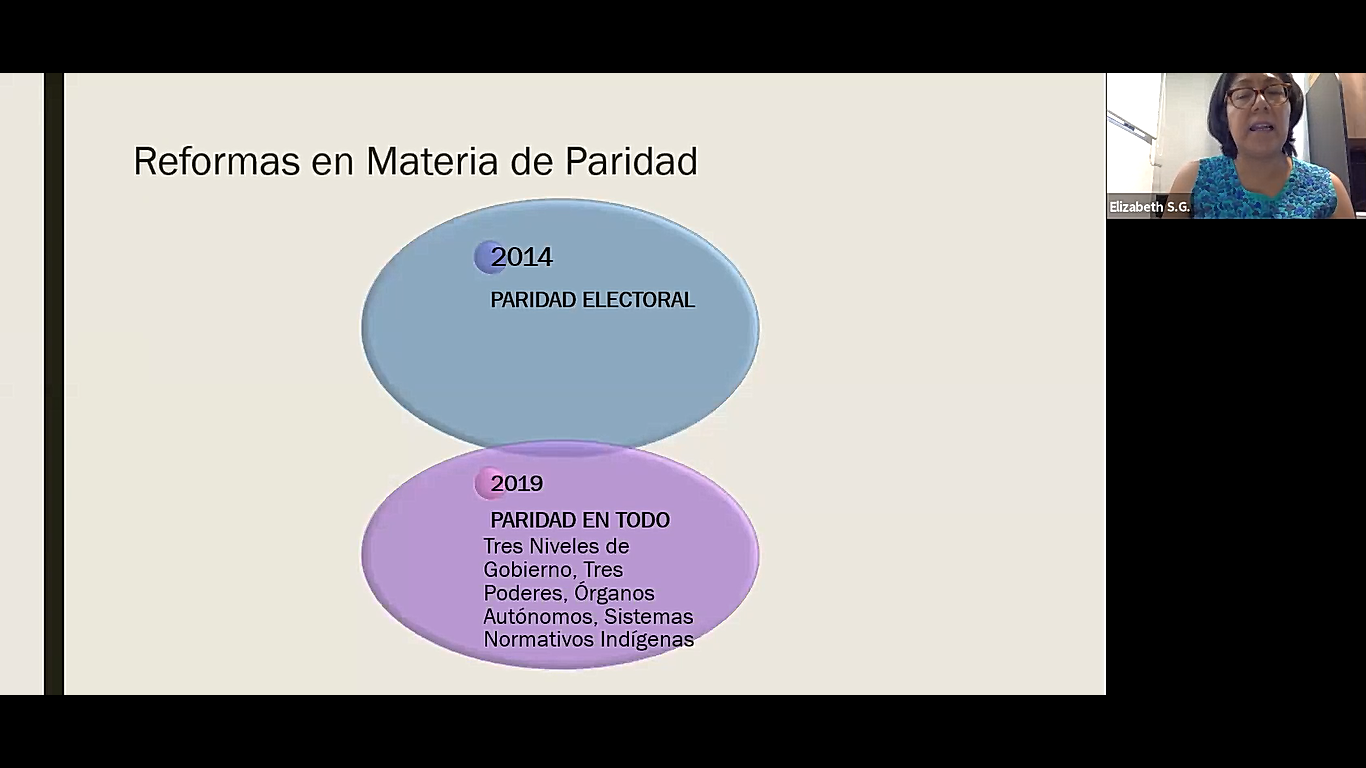 Reformas en Materia de Paridad
2014
PARIDAD ELECTORAL
2019
PARIDAD EN TODO
Tres Niveles de
Gobierno, Tres
Poderes, Órganos
Autónomos, Sistemas
Normativos Indígenas
Elizabeth S.G.